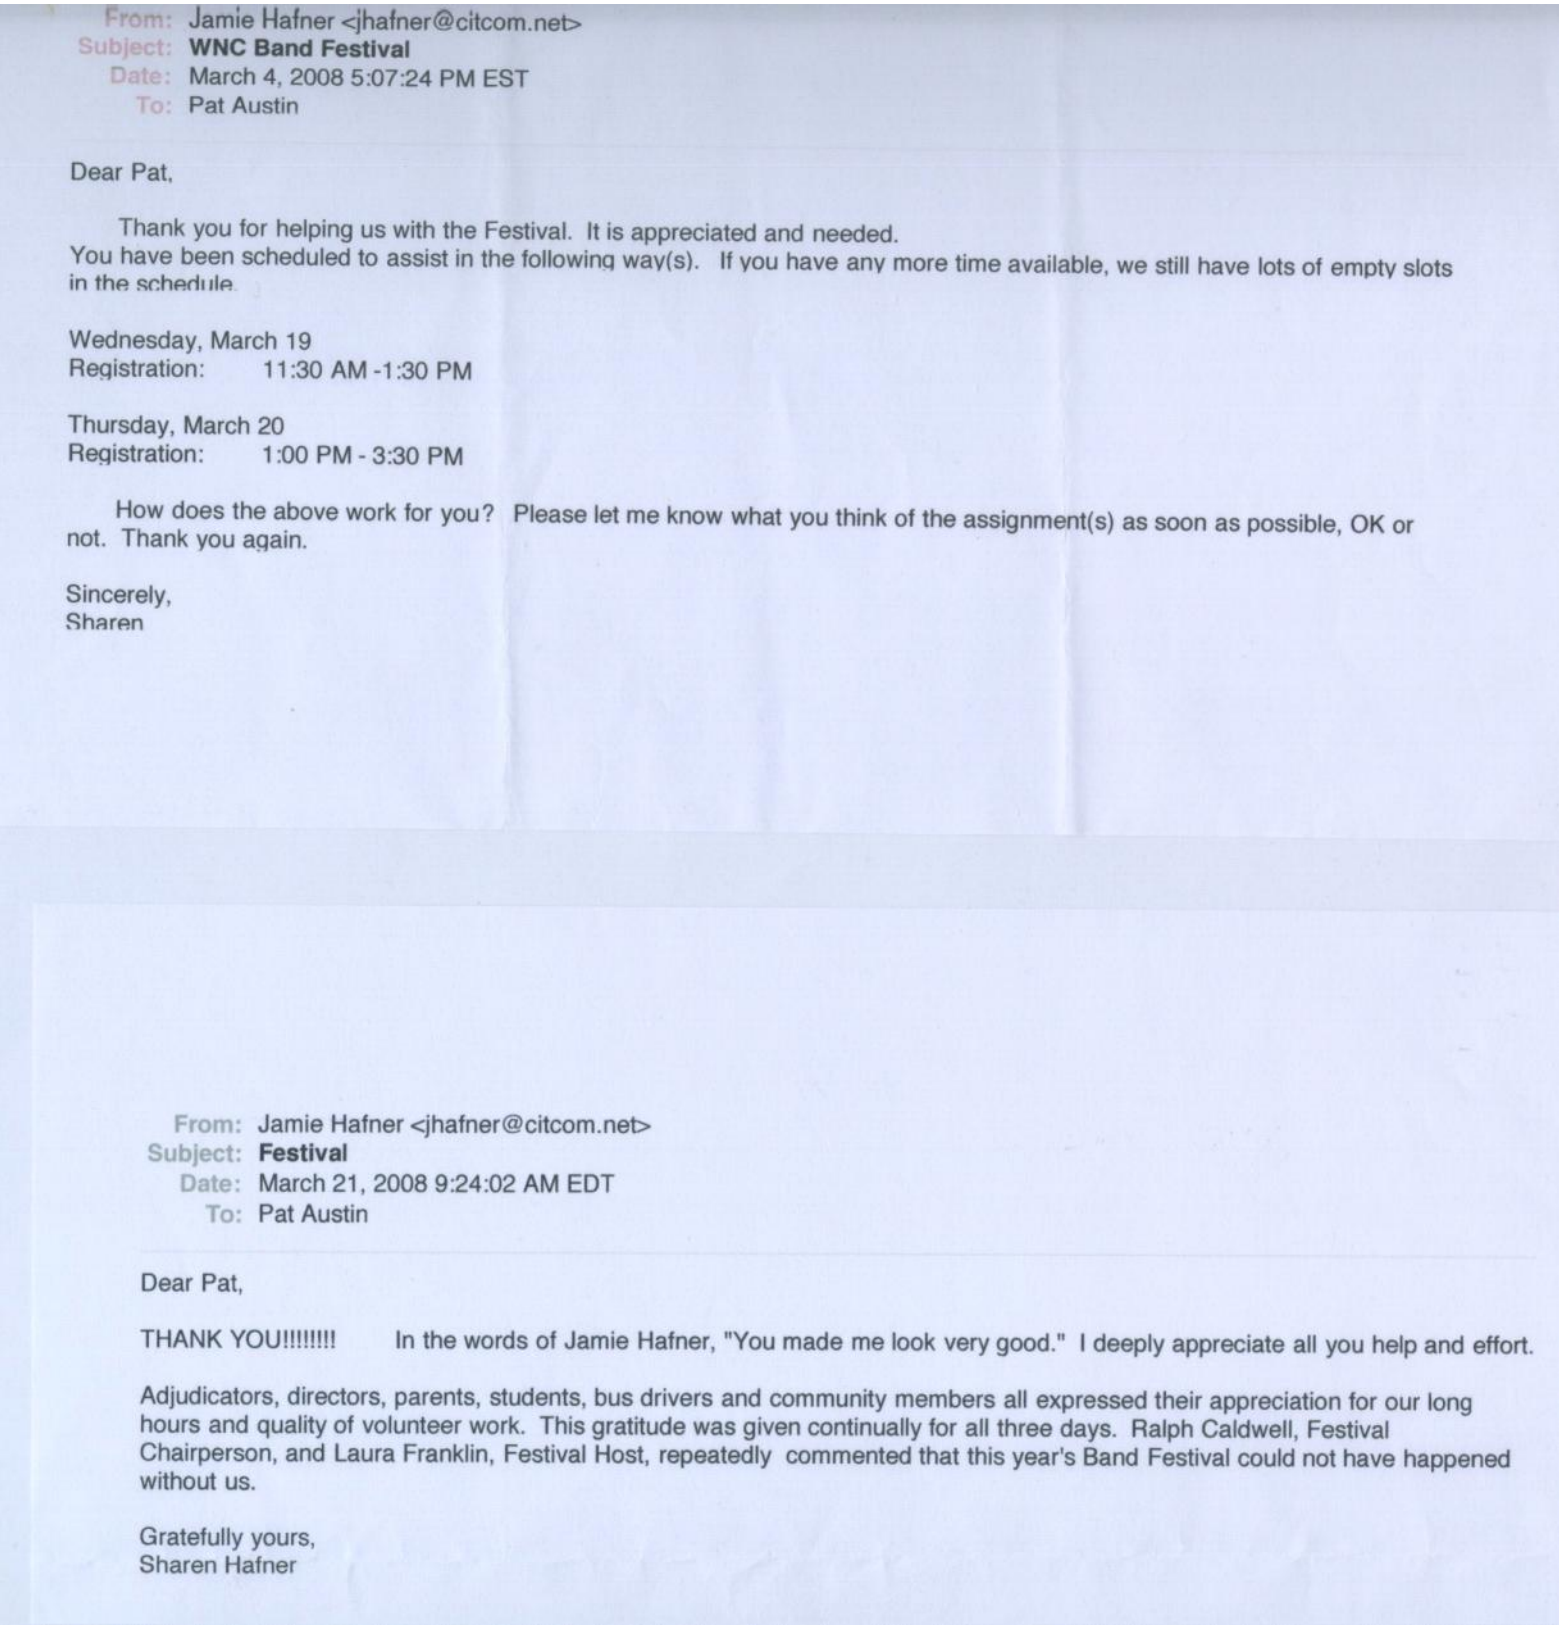 From: Jamie Hafner <jhafner@citcom.net>
Subject: WNC Band Festival
Date: March 4, 2008 5:07:24 PM EST
To: Pat Austin
Dear Pat,
Thank you for helping us with the Festival. It is appreciated and needed.
You have been scheduled to assist in the following way(s). If you have any more time available, we still have lots of empty slots
in the schedule.
Wednesday, March 19
Registration: 11:30 AM -1:30 PM
Thursday, March 20
Registration: 1:00 PM - 3:30 PM
How does the above work for you? Please let me know what you think of the assignment(s) as soon as possible, OK or
not. Thank you again.
Sincerely,
Sharen
From: Jamie Hafner <jhafner@citcom.net>
Subject: Festival
Date: March 21, 2008 9:24:02 AM EDT
To: Pat Austin
Dear Pat,
THANK YOU!!!!!!!! In the words of Jamie Hafner, "You made me look very good." I deeply appreciate all you help and effort.
Adjudicators, directors, parents, students, bus drivers and community members all expressed their appreciation for our long
hours and quality of volunteer work. This gratitude was given continually for all three days. Ralph Caldwell, Festival
Chairperson, and Laura Franklin, Festival Host, repeatedly commented that this year's Band Festival could not have happened
without us.
Gratefully yours,
Sharen Hafner